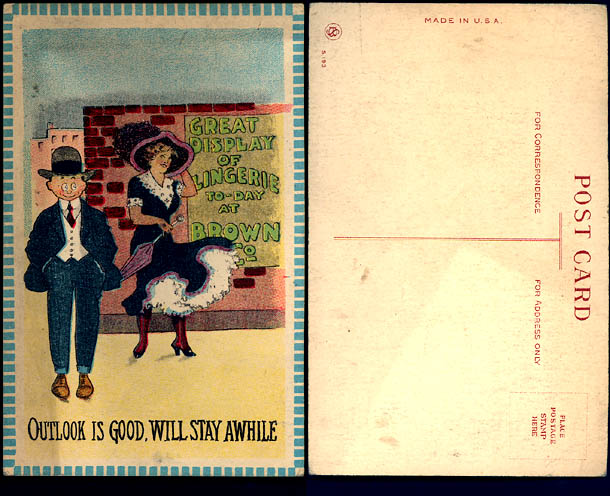 GREAT
DISPLAY
OF
LINGERIE
TO-DAY
AT
BROWN
CO
OUTLOOK IS GOOD, WILL STAY AWHILE
MADE IN U.S.A.
S.193
FOR CORRESPONDENCE
POST CARD
FOR ADDRESS ONLY
PLACE
POSTAGE
STAMP
HERE